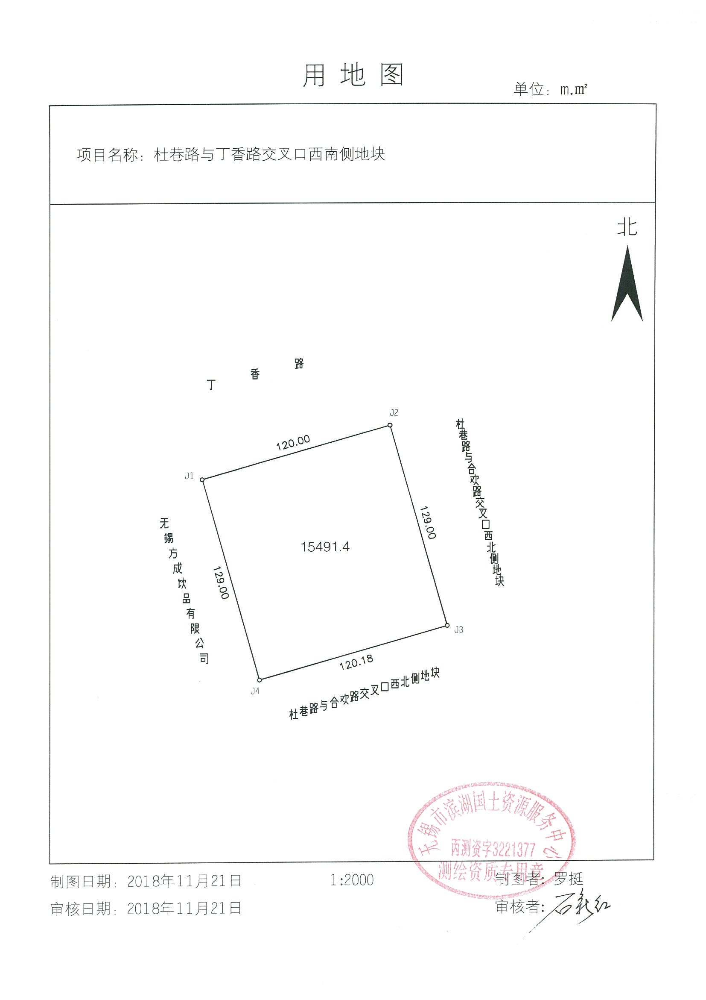 用地图
单位：m.m²
项目名称：杜巷路与丁香路交叉口西南侧地块
北
丁香路
J2
120.00
J1
杜巷路与合欢路交叉口西北侧地块
129.00
15491.4
无锡方成饮品有限公司
129.00
J3
120.18
J4
杜巷路与合欢路交叉口西北侧地块
无锡市滨湖国土资源服务中心
丙测资字3221377
测绘资质专用章
制图日期：2018年11月21日
1:2000
制图者：罗挺
审核日期：2018年11月21日
审核者：石新红